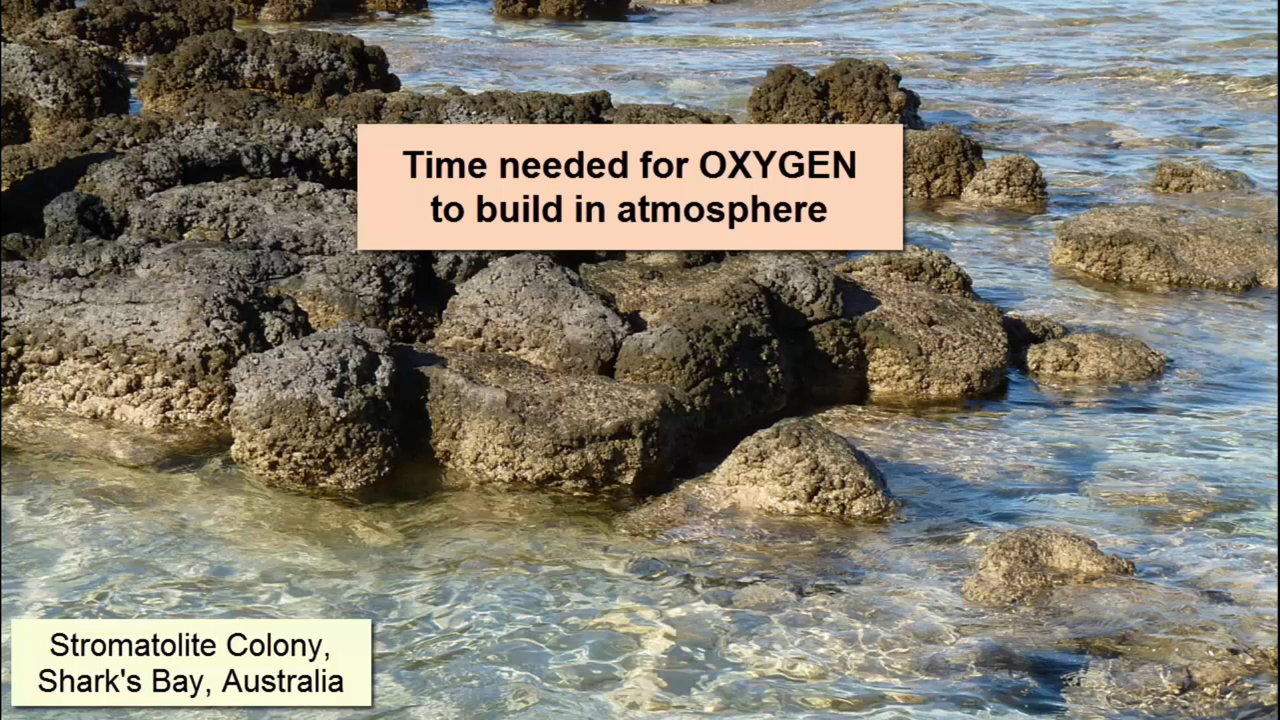 Time needed for OXYGEN
to build in atmosphere
Stromatolite Colony,
Shark's Bay, Australia